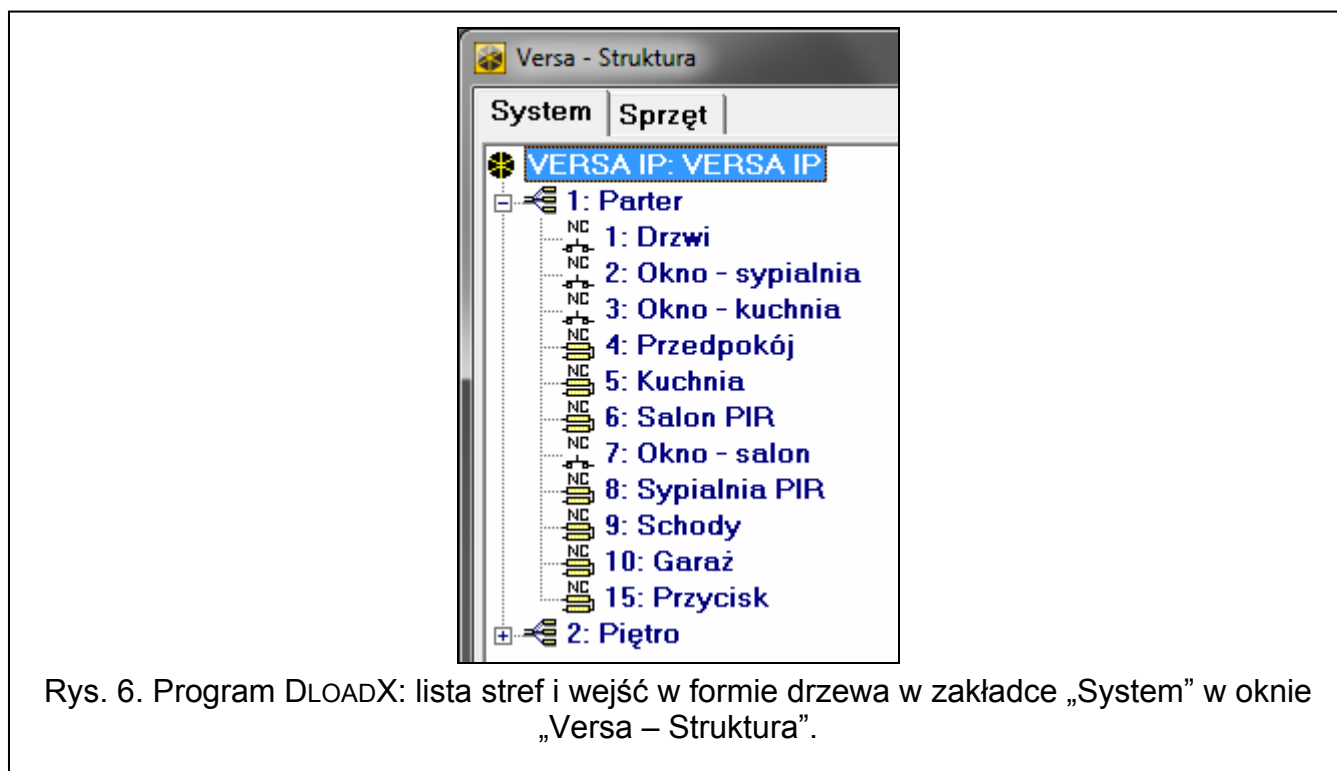 Versa - Struktura
System Sprzęt
VERSA IP: VERSA IP
1: Parter
NC 1: Drzwi
NC 2: Okno - sypialnia
NC 3: Okno - kuchnia
NC 4: Przedpokój
NC 5: Kuchnia
NC 6: Salon PIR
NC 7: Okno - salon
NC 8: Sypialnia PIR
NC 9: Schody
NC 10: Garaż
NC 15: Przycisk
2: Piętro
Rys. 6. Program DLOADX: lista stref i wejść w formie drzewa w zakładce „System” w oknie
„Versa – Struktura”.